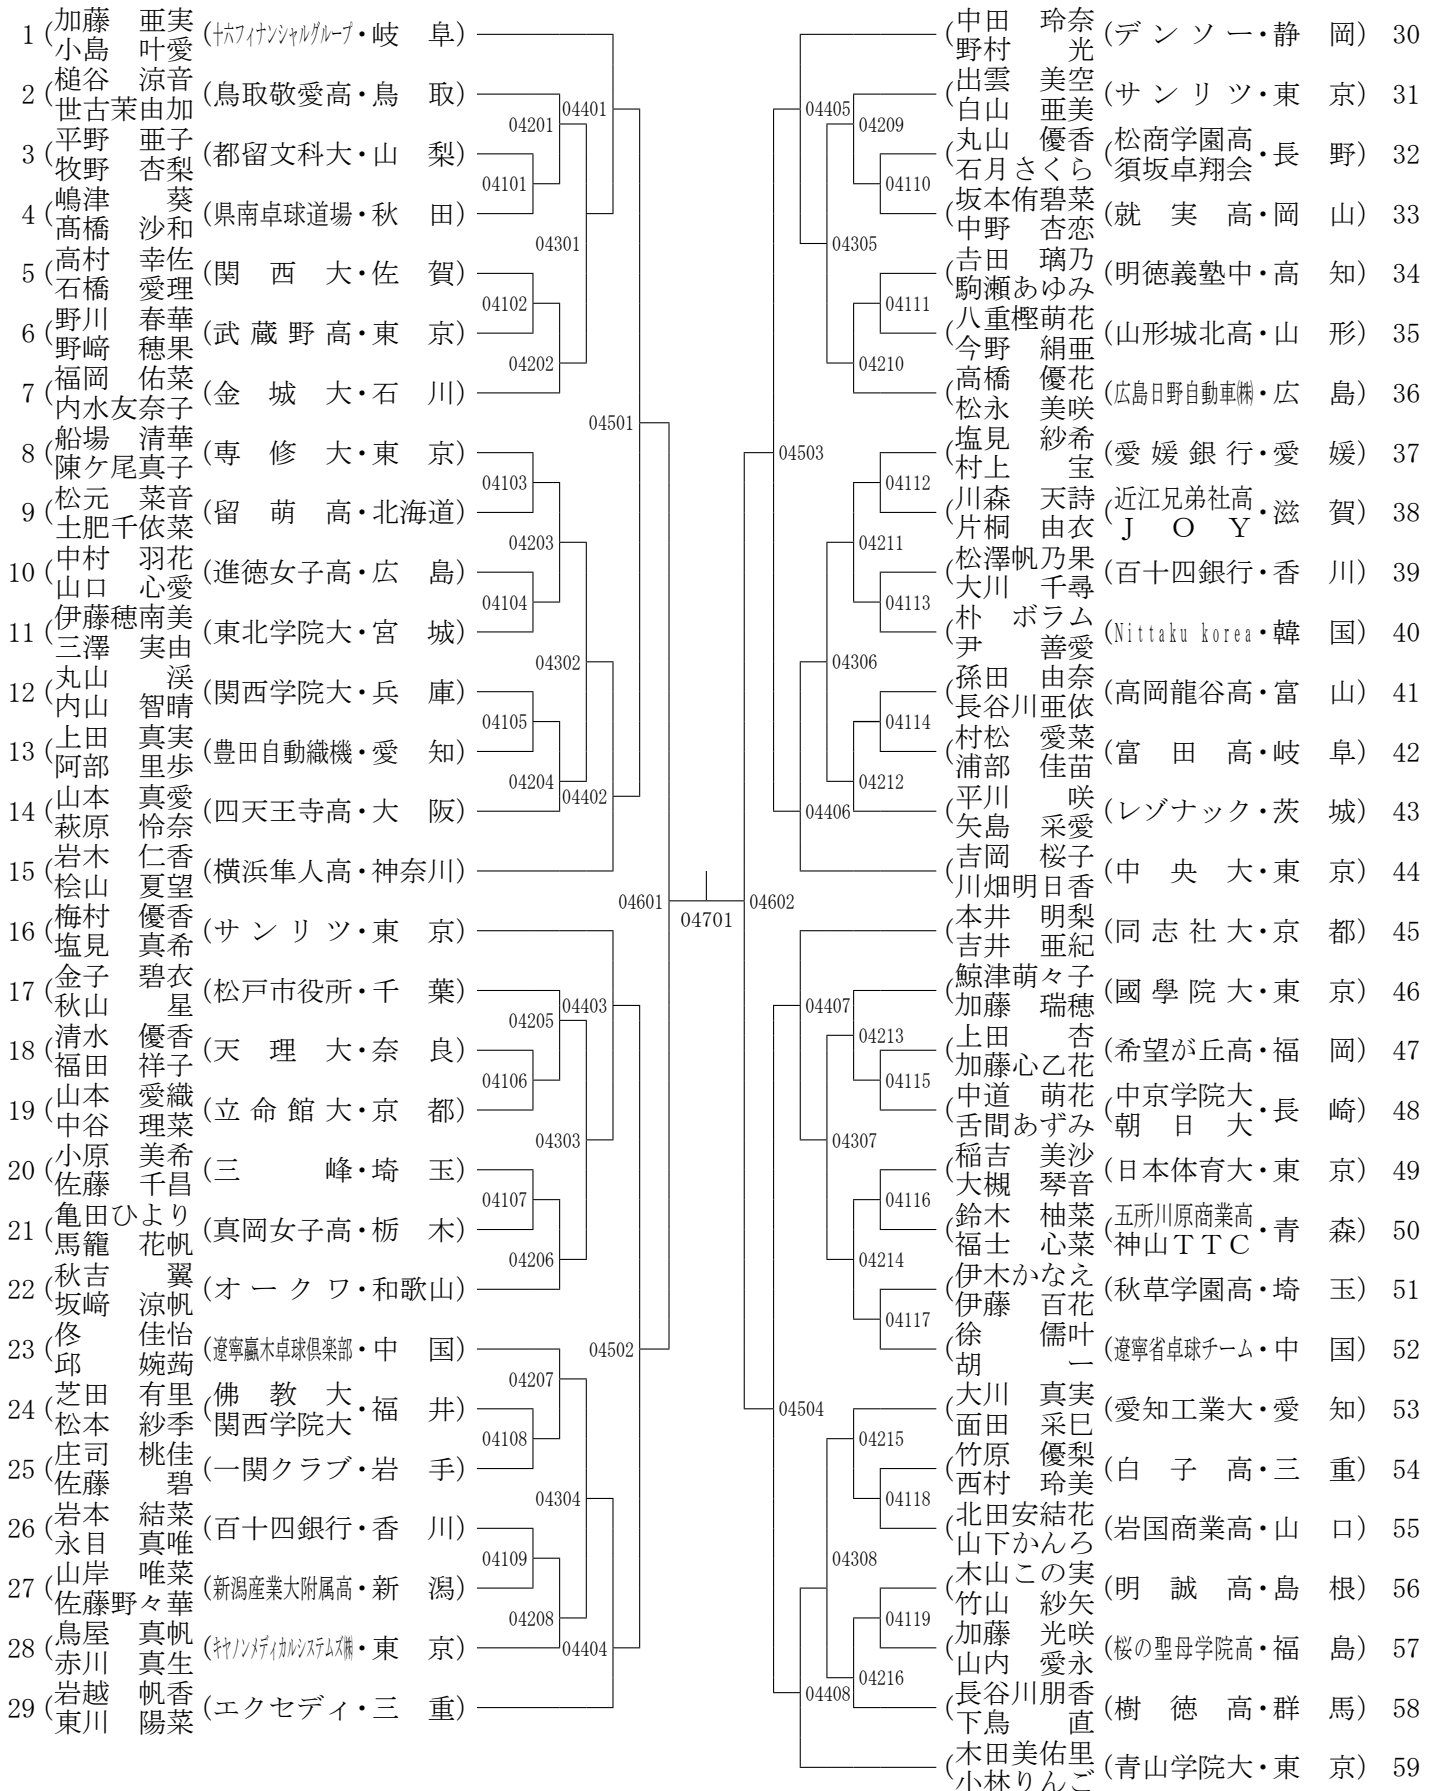 1 (加藤　亜実 小島　叶愛 (十六フィナンシャルグループ・岐　阜)
2 (槌谷　涼音 世古茉由加 (鳥取敬愛高・鳥　取)
3 (平野　亜子 牧野　杏梨 (都留文科大・山　梨)
4 (嶋津　葵 髙橋　沙和 (県南卓球道場・秋　田)
5 (高村　幸佐 石橋　愛理 (関　西　大・佐　賀)
6 (野川　春華 野﨑　穂果 (武 蔵 野 高・東　京)
7 (福岡　佑菜 内水友奈子 (金　城　大・石　川)
8 (船場　清華 陳ケ尾真子 (専　修　大・東　京)
9 (松元　菜音 土肥千依菜 (留　萌　高・北海道)
10 (中村　羽花 山口　心愛 (進徳女子高・広　島)
11 (伊藤穂南美 三澤　実由 (東北学院大・宮　城)
12 (丸山　渓 内山　智晴 (関西学院大・兵　庫)
13 (上田　真実 阿部　里歩 (豊田自動織機・愛　知)
14 (山本　真愛 萩原　怜奈 (四天王寺高・大　阪)
15 (岩木　仁香 桧山　夏望 (横浜隼人高・神奈川)
16 (梅村　優香 塩見　真希 (サ ン リ ツ・東　京)
17 (金子　碧衣 秋山　星 (松戸市役所・千　葉)
18 (清水　優香 福田　祥子 (天　理　大・奈　良)
19 (山本　愛織 中谷　理菜 (立 命 館 大・京　都)
20 (小原　美希 佐藤　千昌 (三　峰・埼　玉)
21 (亀田ひより 馬籠　花帆 (真岡女子高・栃　木)
22 (秋吉　翼 坂﨑　涼帆 (オ ー ク ワ・和歌山)
23 (佟　佳怡 邱　婉蒟 (遼寧贏木卓球倶楽部・中　国)
24 (芝田　有里 松本　紗季 (佛　教　大 関西学院大・福　井)
25 (庄司　桃佳 佐藤　碧 (一関クラブ・岩　手)
26 (岩本　結菜 永目　真唯 (百十四銀行・香　川)
27 (山岸　唯菜 佐藤野々華 (新潟産業大附属高・新　潟)
28 (鳥屋　真帆 赤川　真生 (キヤノンメディカルシステムズ㈱・東　京)
29 (岩越　帆香 東川　陽菜 (エクセディ・三　重)
04101
04102
04103
04104
04105
04106
04107
04108
04109
04201
04202
04203
04204
04205
04206
04207
04208
04301
04302
04303
04304
04401
04402
04403
04404
04501
04502
04601
04701
04602
04503
04504
04405
04406
04407
04408
04305
04306
04307
04308
04209
04210
04211
04212
04213
04214
04215
04216
04110
04111
04112
04113
04114
04115
04116
04117
04118
04119
(中田　玲奈 野村　光 (デ ン ソ ー・静　岡) 30
(出雲　美空 白山　亜美 (サ ン リ ツ・東　京) 31
(丸山　優香 石月さくら (松商学園高 須坂卓翔会・長　野) 32
(坂本侑碧菜 中野　杏恋 (就　実　高・岡　山) 33
(𠮷田　璃乃 駒瀬あゆみ (明徳義塾中・高　知) 34
(八重樫萌花 今野　絹亜 (山形城北高・山　形) 35
(高橋　優花 松永　美咲 (広島日野自動車㈱・広　島) 36
(塩見　紗希 村上　宝 (愛 媛 銀 行・愛　媛) 37
(川森　天詩 片桐　由衣 (近江兄弟社高 Ｊ Ｏ Ｙ・滋　賀) 38
(松澤帆乃果 大川　千尋 (百十四銀行・香　川) 39
(朴　ボラム 尹　善愛 (Nittaku korea・韓　国) 40
(孫田　由奈 長谷川亜依 (高岡龍谷高・富　山) 41
(村松　愛菜 浦部　佳苗 (富　田　高・岐　阜) 42
(平川　咲 矢島　采愛 (レゾナック・茨　城) 43
(吉岡　桜子 川畑明日香 (中　央　大・東　京) 44
(本井　明梨 吉井　亜紀 (同 志 社 大・京　都) 45
(鯨津萌々子 加藤　瑞穂 (國 學 院 大・東　京) 46
(上田　杏 加藤心乙花 (希望が丘高・福　岡) 47
(中道　萌花 舌間あずみ (中京学院大 朝　日　大・長　崎) 48
(稲吉　美沙 大槻　琴音 (日本体育大・東　京) 49
(鈴木　柚菜 福士　心菜 (五所川原商業高 神山ＴＴＣ・青　森) 50
(伊木かなえ 伊藤　百花 (秋草学園高・埼　玉) 51
(徐　儒叶 胡　一 (遼寧省卓球チーム・中　国) 52
(大川　真実 面田　采巳 (愛知工業大・愛　知) 53
(竹原　優梨 西村　玲美 (白　子　高・三　重) 54
(北田安結花 山下かんろ (岩国商業高・山　口) 55
(木山この実 竹山　紗矢 (明　誠　高・島　根) 56
(加藤　光咲 山内　愛永 (桜の聖母学院高・福　島) 57
(長谷川朋香 下鳥　直 (樹　徳　高・群　馬) 58
(木田美佑里 小林りんご (青山学院大・東　京) 59